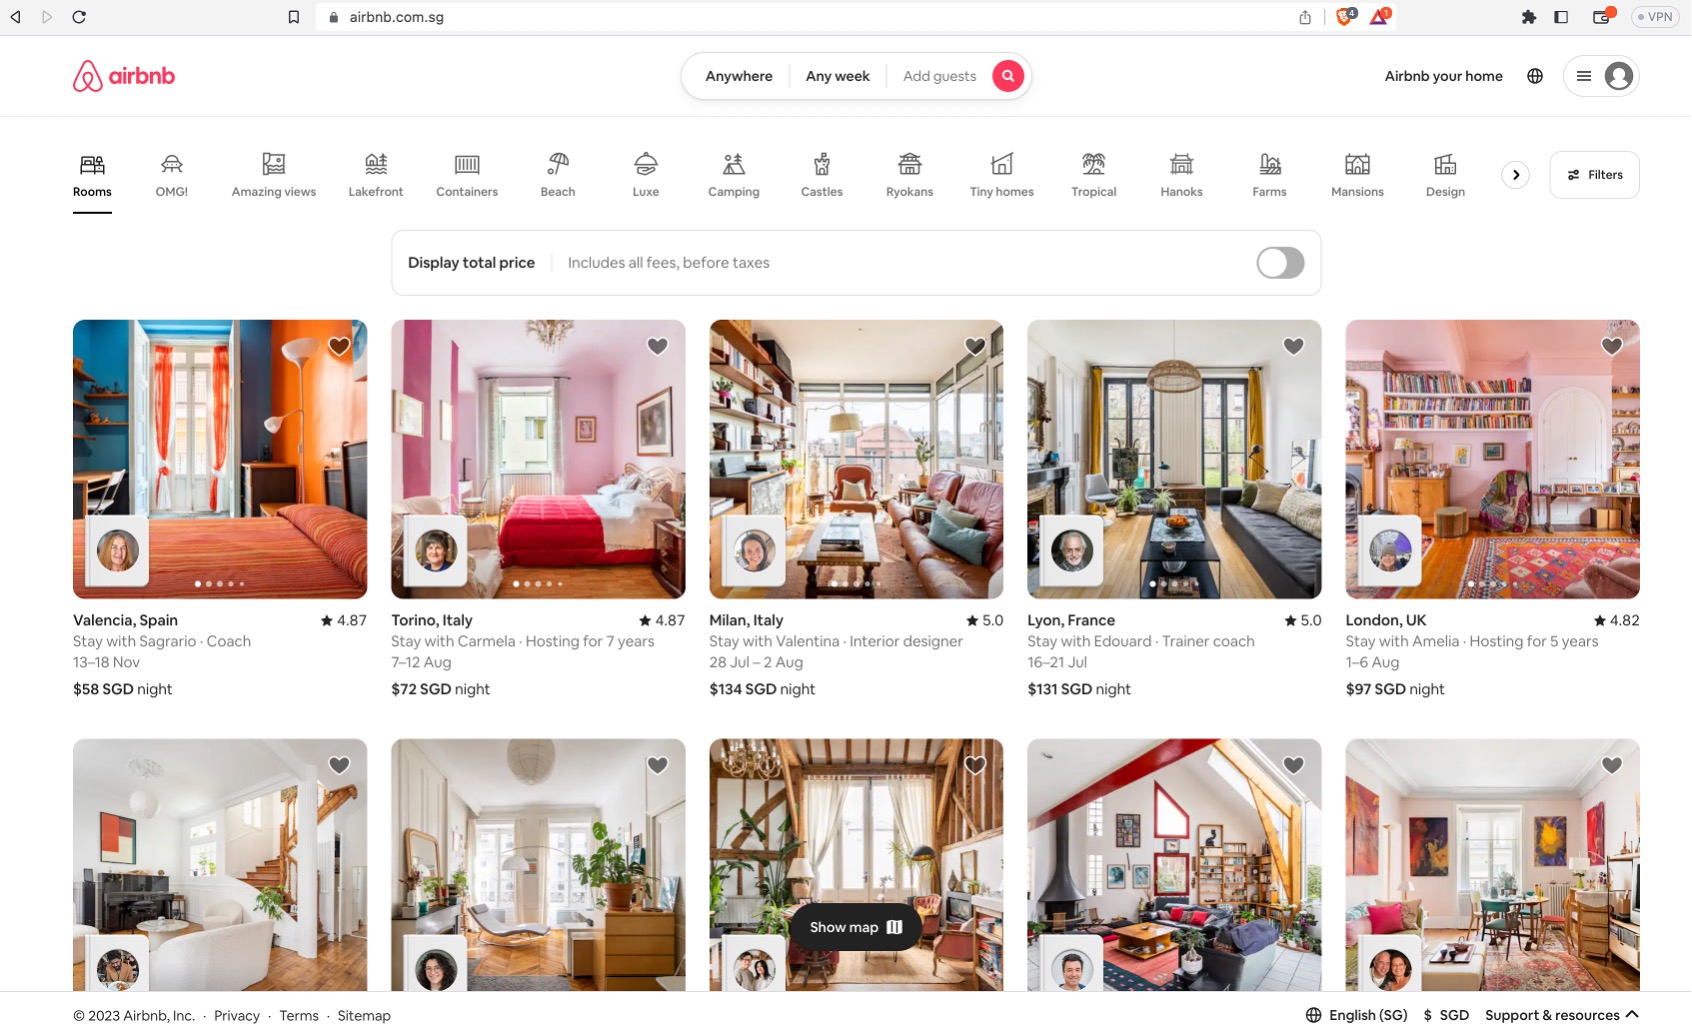 airbnb.com.sg
4
1
VPN
airbnb
Anywhere
Any week
Add guests
Airbnb your home
Rooms
OMG!
Amazing views
Lakefront
Containers
Beach
Luxe
Camping
Castles
Ryokans
Tiny homes
Tropical
Hanoks
Farms
Mansions
Design
Filters
Display total price
Includes all fees, before taxes
Valencia, Spain
★ 4.87
Stay with Sagrario · Coach
13–18 Nov
$58 SGD night
Torino, Italy
★ 4.87
Stay with Carmela · Hosting for 7 years
7–12 Aug
$72 SGD night
Milan, Italy
★ 5.0
Stay with Valentina · Interior designer
28 Jul – 2 Aug
$134 SGD night
Lyon, France
★ 5.0
Stay with Edouard · Trainer coach
16–21 Jul
$131 SGD night
London, UK
★ 4.82
Stay with Amelia · Hosting for 5 years
1–6 Aug
$97 SGD night
Show map
© 2023 Airbnb, Inc. · Privacy · Terms · Sitemap
English (SG)
$ SGD
Support & resources